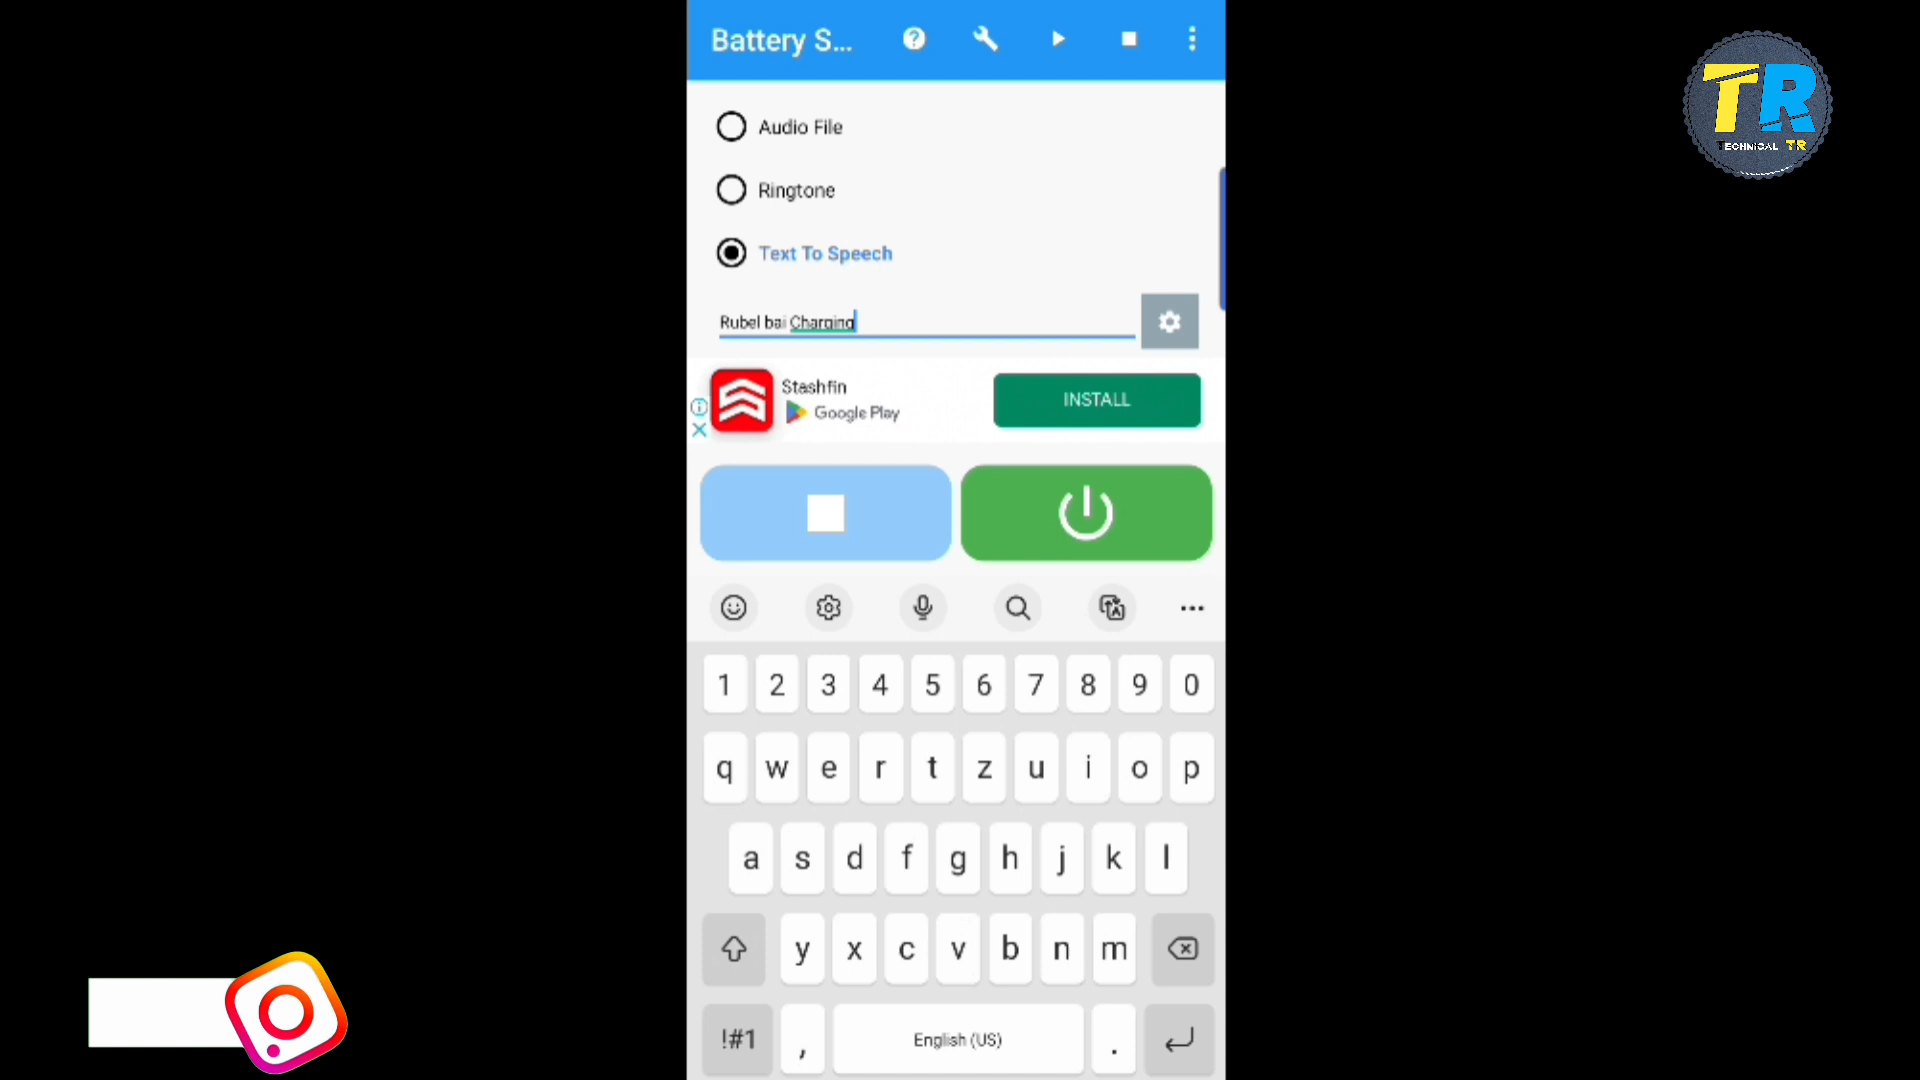 Battery S...
Audio File
Ringtone
Text To Speech
Rubel bai Charging
Stashfin
Google Play
INSTALL
1 2 3 4 5 6 7 8 9 0
q w e r t z u i o p
a s d f g h j k l
y x c v b n m
!#1 , English (US) .
TR
TECHNICAL TR